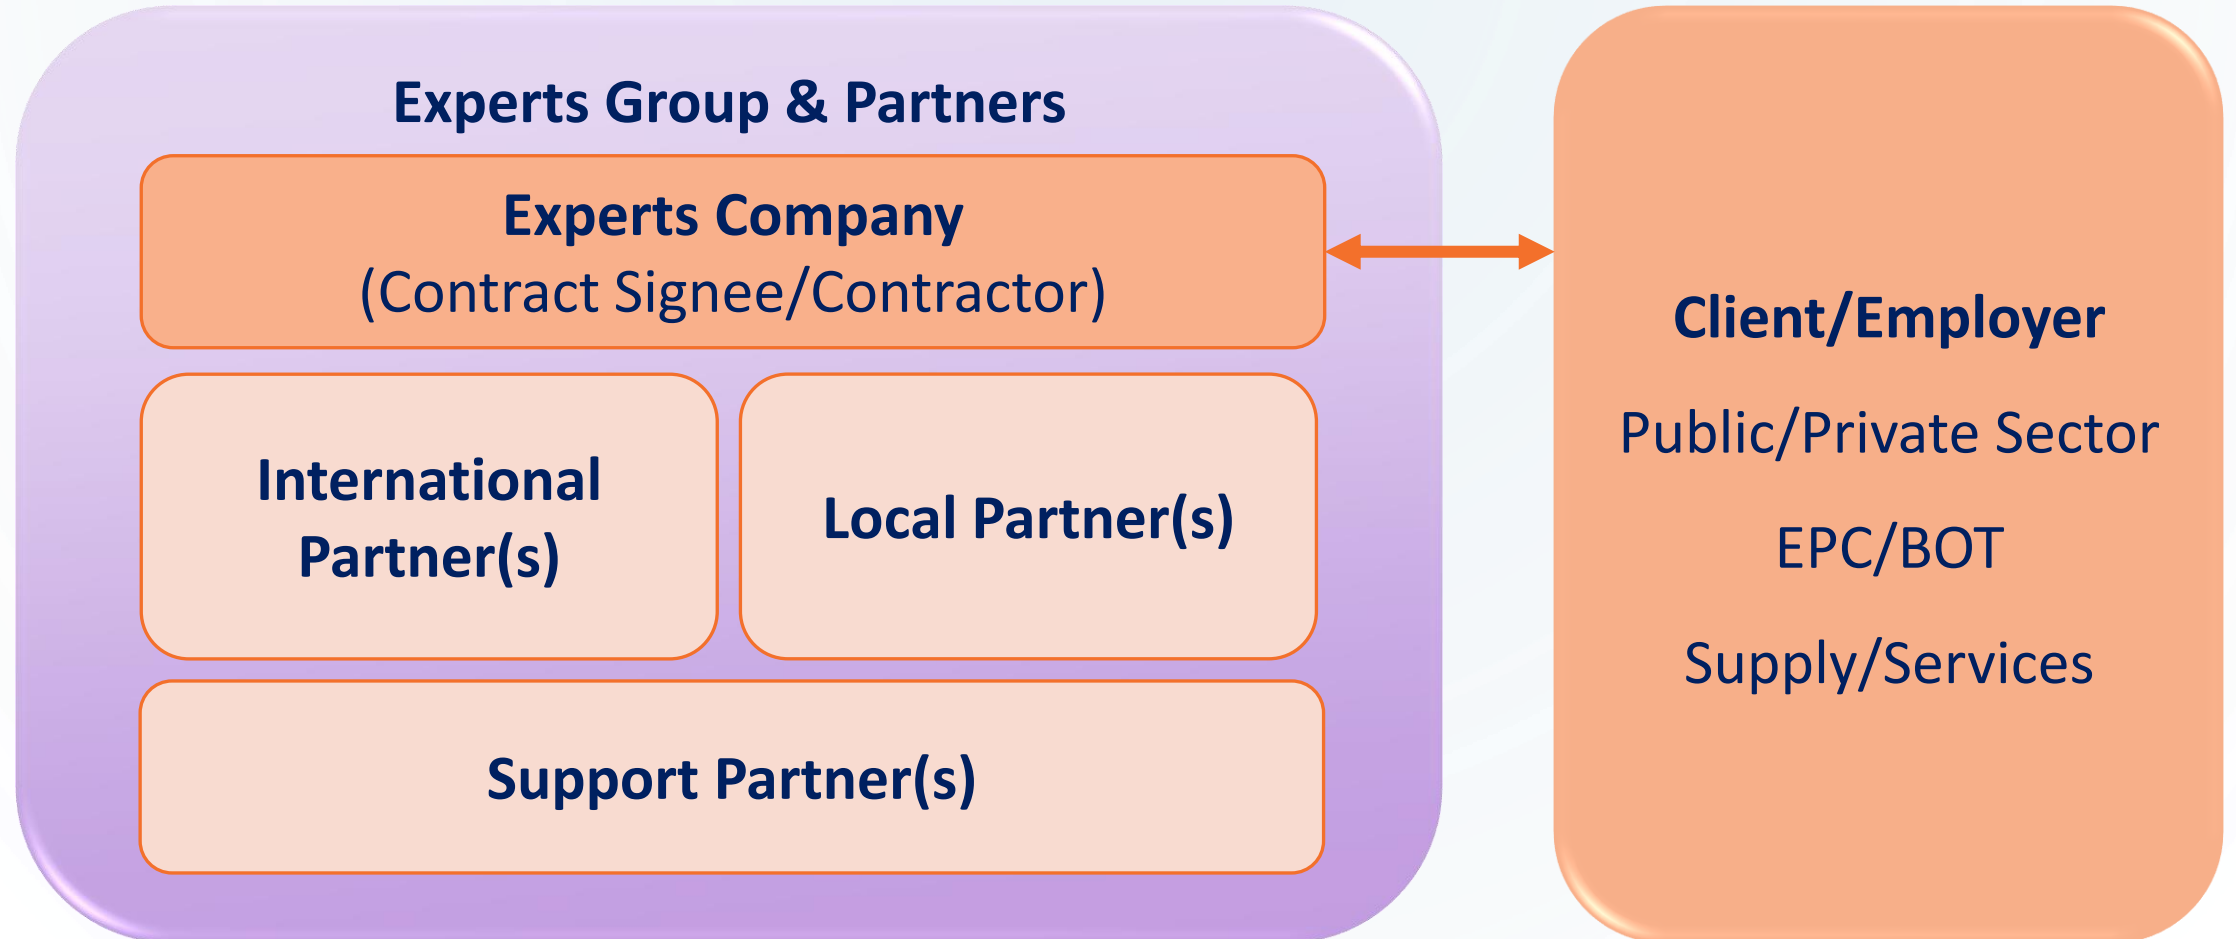 Experts Group & Partners
Experts Company
(Contract Signee/Contractor)
International
Partner(s)
Local Partner(s)
Support Partner(s)
Client/Employer
Public/Private Sector
EPC/BOT
Supply/Services